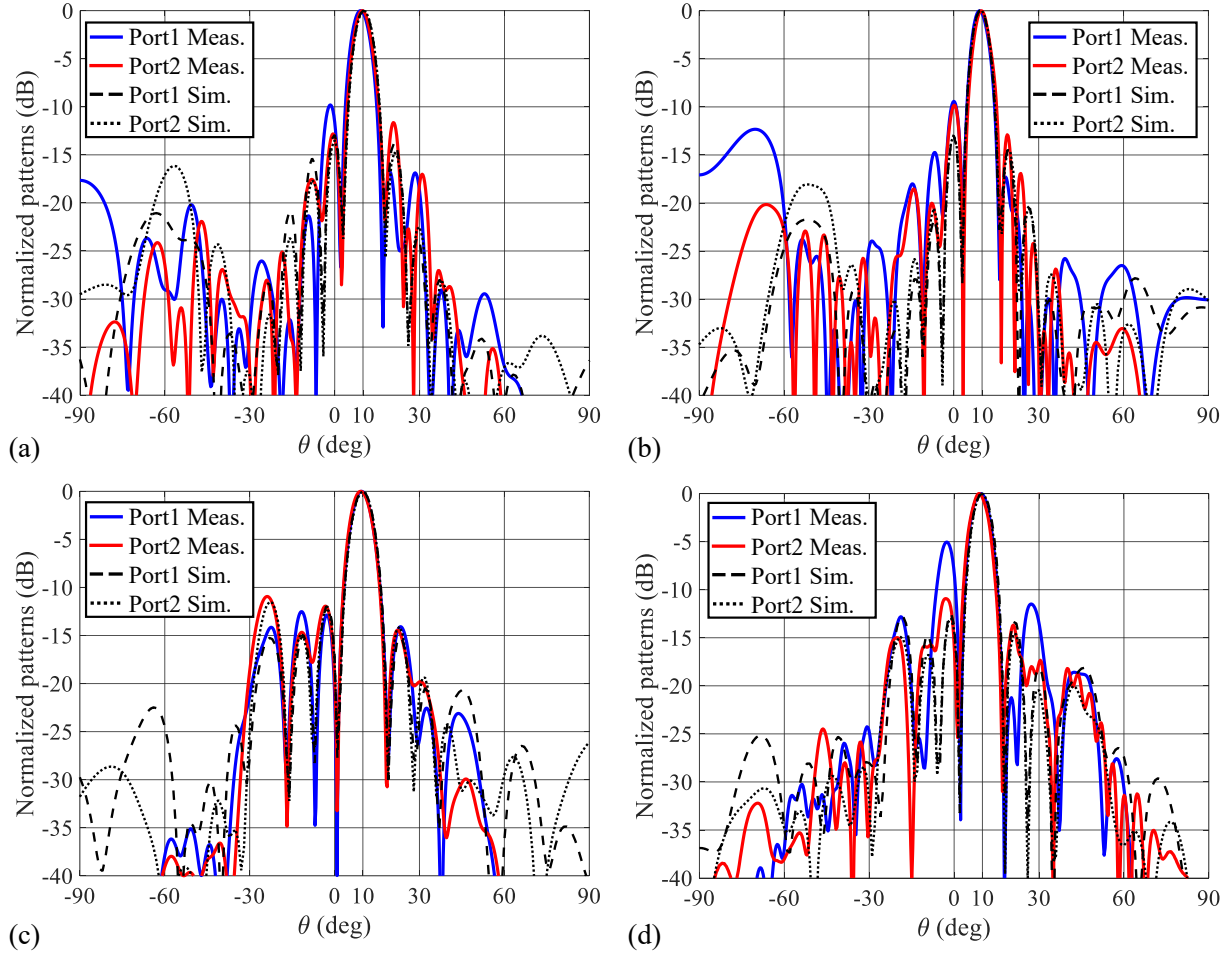 0
-5
-10
-15
-20
-25
-30
-35
-40
Normalized patterns (dB)
Port1 Meas.
Port2 Meas.
Port1 Sim.
Port2 Sim.
-90 -60 -30 0 10 30 60 90
θ (deg)
(a)
0
-5
-10
-15
-20
-25
-30
-35
-40
Normalized patterns (dB)
Port1 Meas.
Port2 Meas.
Port1 Sim.
Port2 Sim.
-90 -60 -30 0 10 30 60 90
θ (deg)
(b)
0
-5
-10
-15
-20
-25
-30
-35
-40
Normalized patterns (dB)
Port1 Meas.
Port2 Meas.
Port1 Sim.
Port2 Sim.
-90 -60 -30 0 10 30 60 90
θ (deg)
(c)
0
-5
-10
-15
-20
-25
-30
-35
-40
Normalized patterns (dB)
Port1 Meas.
Port2 Meas.
Port1 Sim.
Port2 Sim.
-90 -60 -30 0 10 30 60 90
θ (deg)
(d)